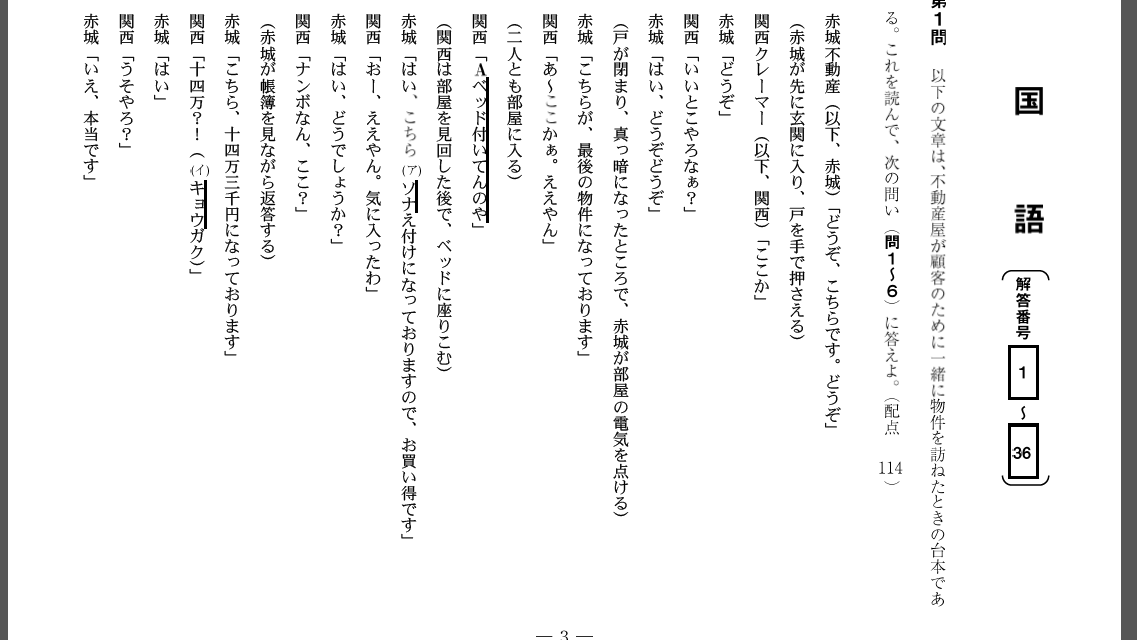 国　語（解答番号 1 ～ 36）
第1問　以下の文章は、不動産屋が顧客のために一緒に物件を訪ねたときの台本であ
る。これを読んで、次の問い（問1～6）に答えよ。（配点　114）
赤城不動産（以下、赤城）「どうぞ、こちらです。どうぞ」
（赤城が先に玄関に入り、戸を手で押さえる）
関西クレーマー（以下、関西）「ここか」
赤城「どうぞ」
関西「いいとこやろなぁ？」
赤城「はい、どうぞどうぞ」
（戸が閉まり、真っ暗になったところで、赤城が部屋の電気を点ける）
赤城「こちらが、最後の物件になっております」
関西「あ～ここかぁ。ええやん」
（二人とも部屋に入る）
関西「Aベッド付いてんのや」
（関西は部屋を見回した後で、ベッドに座りこむ）
赤城「はい、こちら(ア)ソナえ付けになっておりますので、お買い得です」
関西「おー、ええやん。気に入ったわ」
赤城「はい、どうでしょうか？」
関西「ナンボなん、ここ？」
（赤城が帳簿を見ながら返答する）
赤城「こちら、十四万三千円になっております」
関西「十四万？！（(イ)キョウガク）」
赤城「はい」
関西「うそやろ？」
赤城「いえ、本当です」
— 3 —